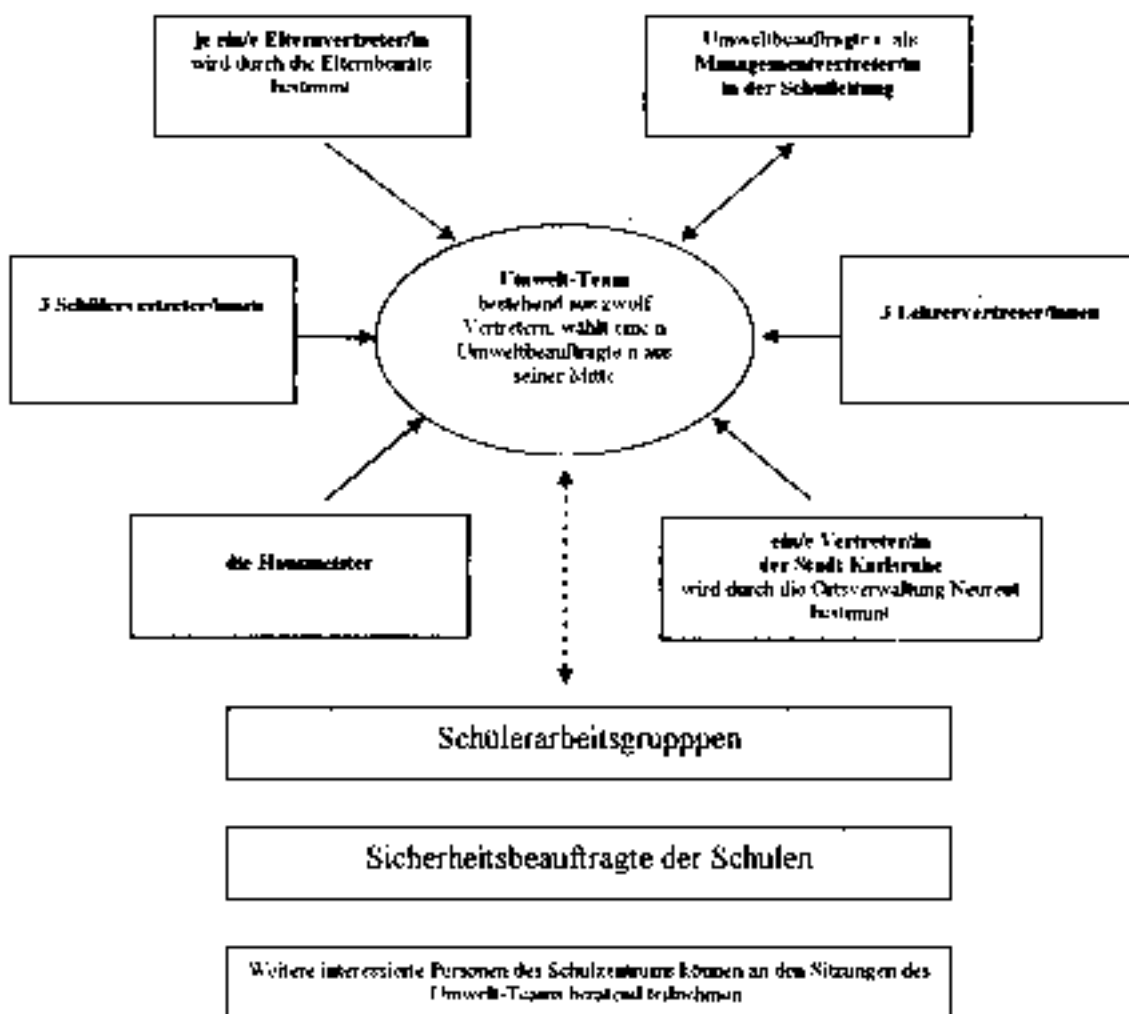 je ein/e Elternvertreter/in
wird durch die Elternbeiräte
bestimmt
Umweltbeauftragte als
Managementvertreter/in
in der Schulleitung
3 Schülervertreter/innen
Umwelt-Team
bestehend aus zwölf
Vertretern, wählt eine n
Umweltbeauftragte n aus
seiner Mitte
3 Lehrervertreter/innen
die Hausmeister
ein/e Vertreter/in
der Stadt Karlsruhe
wird durch die Ortsverwaltung Neureut
bestimmt
Schülerarbeitsgrupppen
Sicherheitsbeauftragte der Schulen
Weitere interessierte Personen des Schulzentrums können an den Sitzungen des
Umwelt-Teams beratend teilnehmen